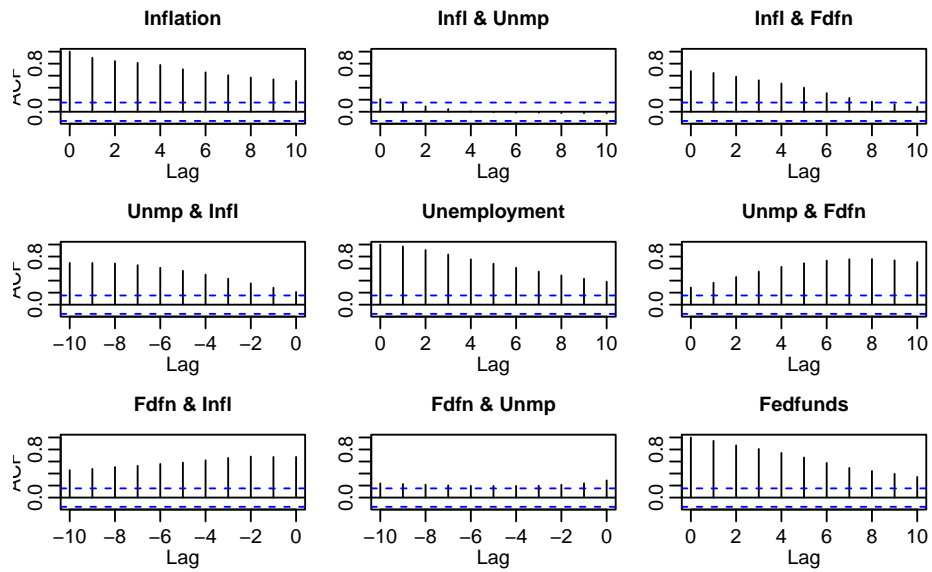 Inflation
Infl & Unmp
Infl & Fdfn
ACF
0.0 0.8
0.0 0.8
0.0 0.8
0 2 4 6 8 10
0 2 4 6 8 10
0 2 4 6 8 10
Lag
Lag
Lag
Unmp & Infl
Unemployment
Unmp & Fdfn
ACF
0.0 0.8
0.0 0.8
0.0 0.8
−10 −8 −6 −4 −2 0
0 2 4 6 8 10
0 2 4 6 8 10
Lag
Lag
Lag
Fdfn & Infl
Fdfn & Unmp
Fedfunds
ACF
0.0 0.8
0.0 0.8
0.0 0.8
−10 −8 −6 −4 −2 0
−10 −8 −6 −4 −2 0
0 2 4 6 8 10
Lag
Lag
Lag